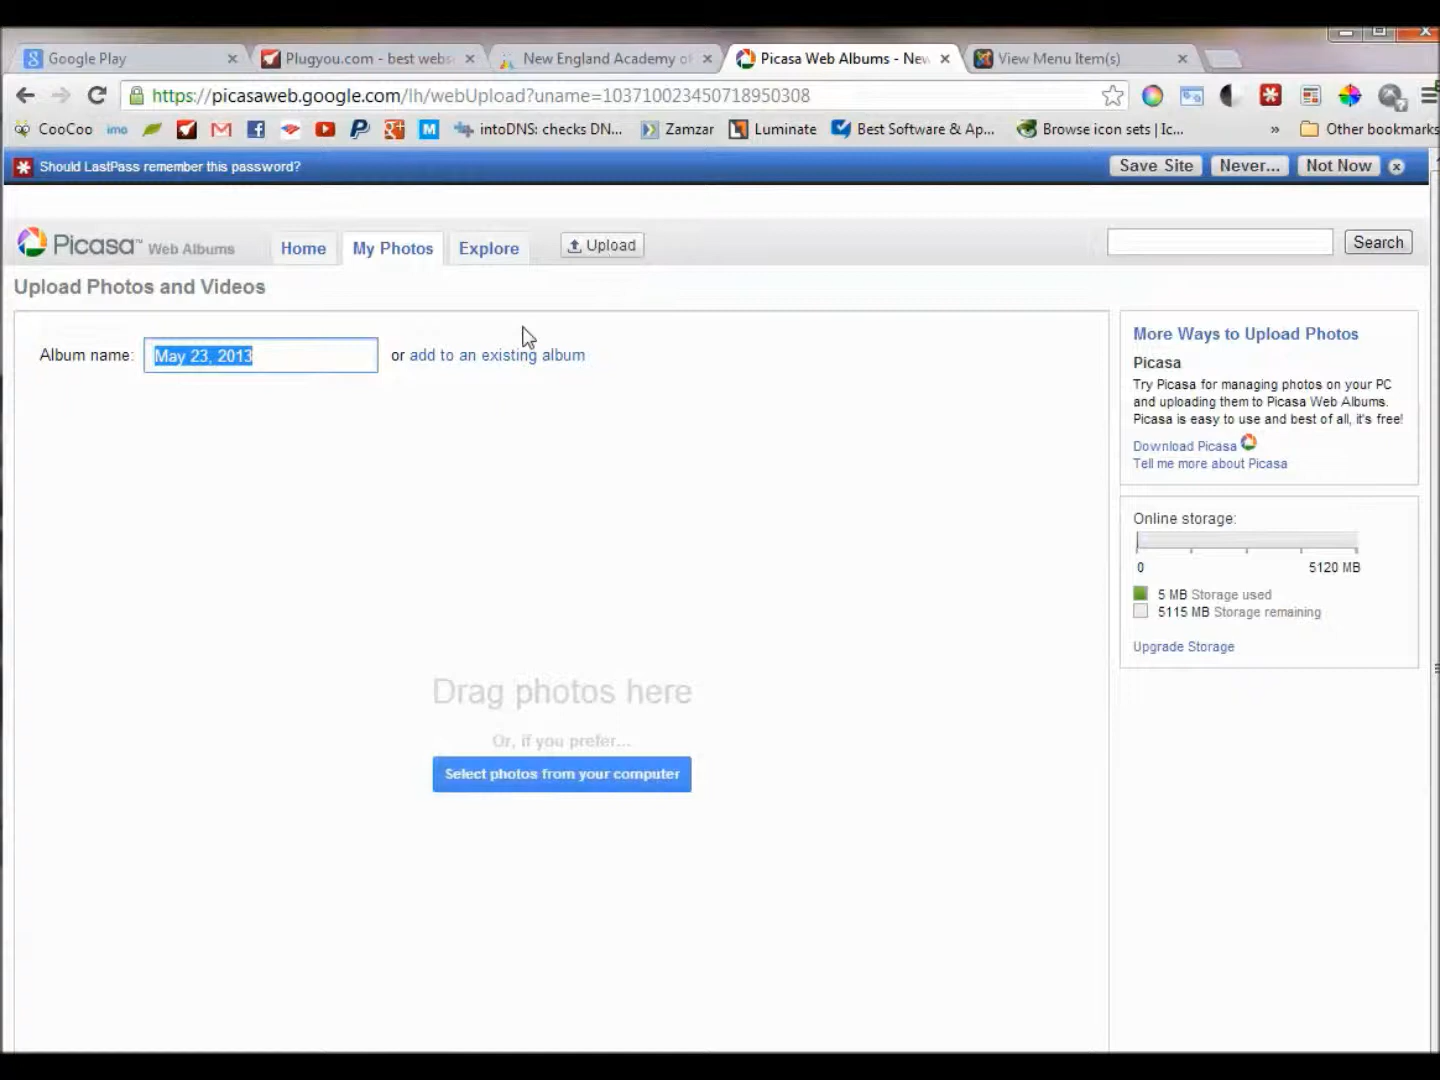 Google Play
Plugyou.com - best webs
New England Academy of
Picasa Web Albums - New
View Menu Item(s)
https://picasaweb.google.com/lh/webUpload?uname=103710023450718950308
CooCoo
imo
M
intoDNS: checks DN...
Zamzar
Luminate
Best Software & Ap...
Browse icon sets | Ic...
»
Other bookmarks
Should LastPass remember this password?
Save Site
Never...
Not Now
Picasa™ Web Albums
Home
My Photos
Explore
Upload
Search
Upload Photos and Videos
Album name: May 23, 2013 or add to an existing album
Drag photos here
Or, if you prefer...
Select photos from your computer
More Ways to Upload Photos
Picasa
Try Picasa for managing photos on your PC
and uploading them to Picasa Web Albums.
Picasa is easy to use and best of all, it's free!
Download Picasa
Tell me more about Picasa
Online storage:
0 5120 MB
5 MB Storage used
5115 MB Storage remaining
Upgrade Storage